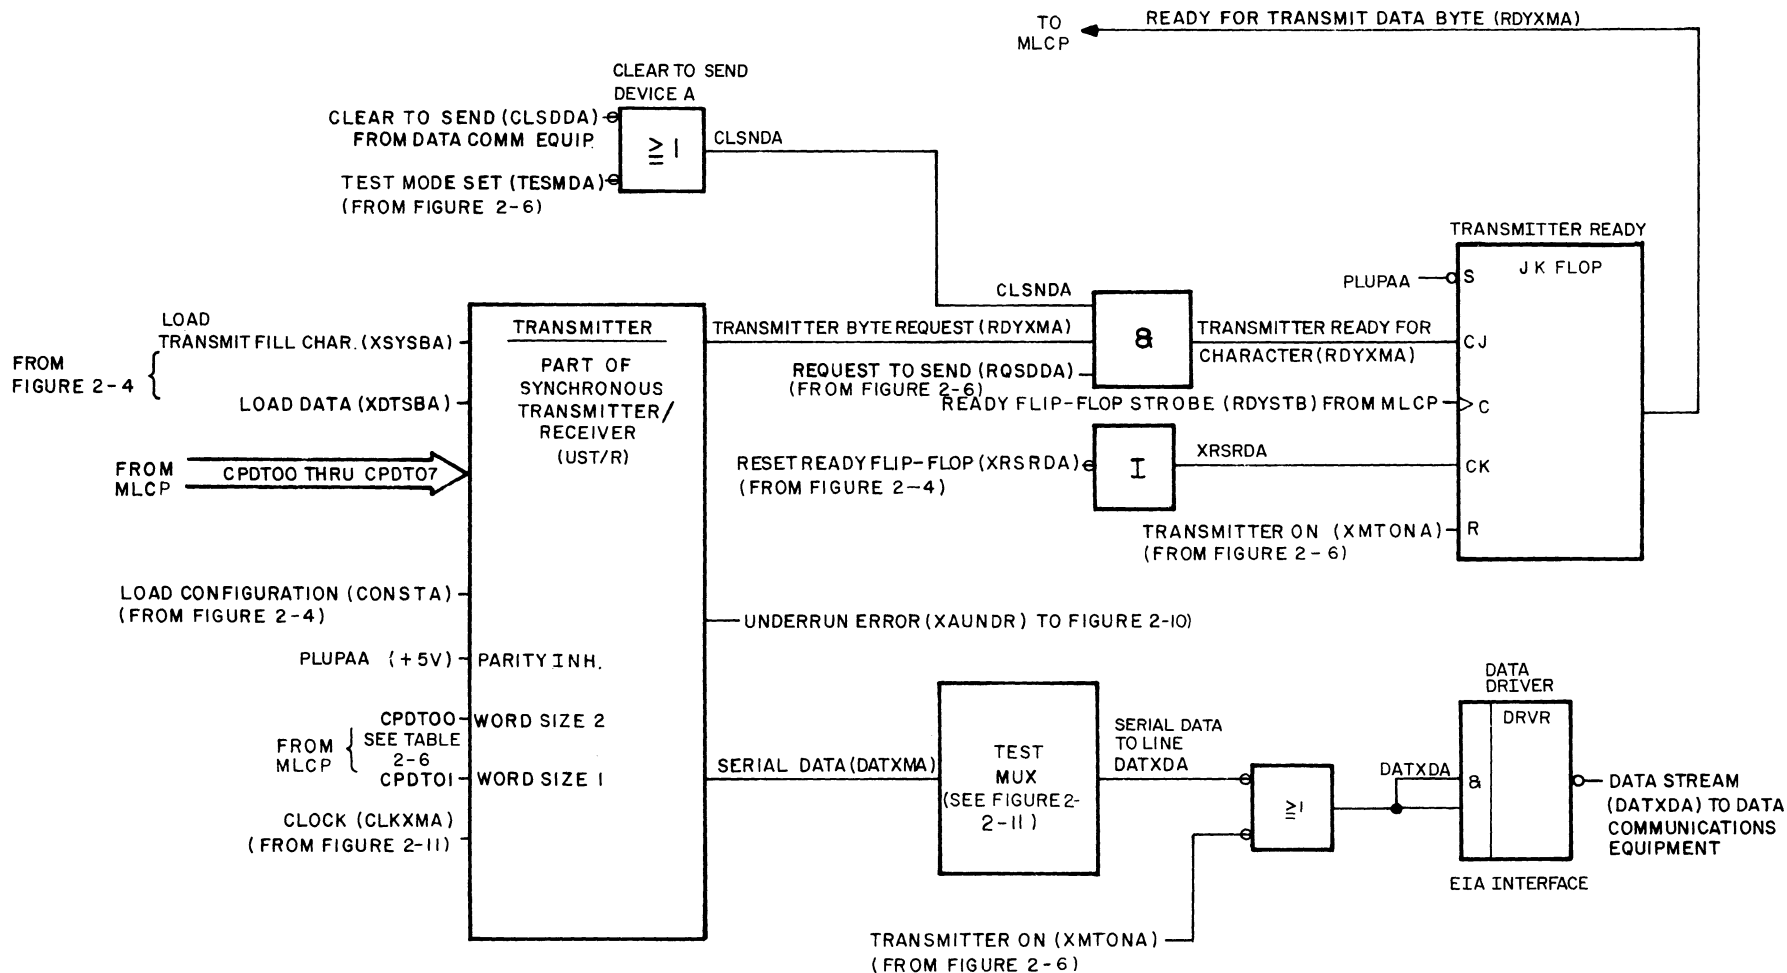 READY FOR TRANSMIT DATA BYTE (RDYXMA)
TO
MLCP
CLEAR TO SEND
DEVICE A
CLEAR TO SEND (CLSDDA)
FROM DATA COMM EQUIP.
≥ 1
CLSNDA
TEST MODE SET (TESMDA)
(FROM FIGURE 2-6)
TRANSMITTER READY
JK FLOP
PLUPAA
S
CLSNDA
LOAD
TRANSMIT FILL CHAR. (XSYSBA)
FROM
FIGURE 2-4
{
LOAD DATA (XDTSBA)
TRANSMITTER
PART OF
SYNCHRONOUS
TRANSMITTER/
RECEIVER
(UST/R)
TRANSMITTER BYTE REQUEST (RDYXMA)
&
TRANSMITTER READY FOR
CHARACTER (RDYXMA)
CJ
REQUEST TO SEND (RQSDDA)
(FROM FIGURE 2-6)
READY FLIP-FLOP STROBE (RDYSTB) FROM MLCP
C
FROM
MLCP
CPDT00 THRU CPDT07
RESET READY FLIP-FLOP (XRSRDA)
(FROM FIGURE 2-4)
I
XRSRDA
CK
TRANSMITTER ON (XMTONA)
(FROM FIGURE 2-6)
R
LOAD CONFIGURATION (CONSTA)
(FROM FIGURE 2-4)
UNDERRUN ERROR (XAUNDR) TO FIGURE 2-10)
PLUPAA (+5V)
PARITY INH.
FROM
MLCP
{
CPDT00
SEE TABLE
2-6
CPDT01
WORD SIZE 2
WORD SIZE 1
CLOCK (CLKXMA)
(FROM FIGURE 2-11)
SERIAL DATA (DATXMA)
TEST
MUX
(SEE FIGURE 2-
2-11)
SERIAL DATA
TO LINE
DATXDA
≥1
TRANSMITTER ON (XMTONA)
(FROM FIGURE 2-6)
DATXDA
DATA
DRIVER
DRVR
&
EIA INTERFACE
DATA STREAM
(DATXDA) TO DATA
COMMUNICATIONS
EQUIPMENT